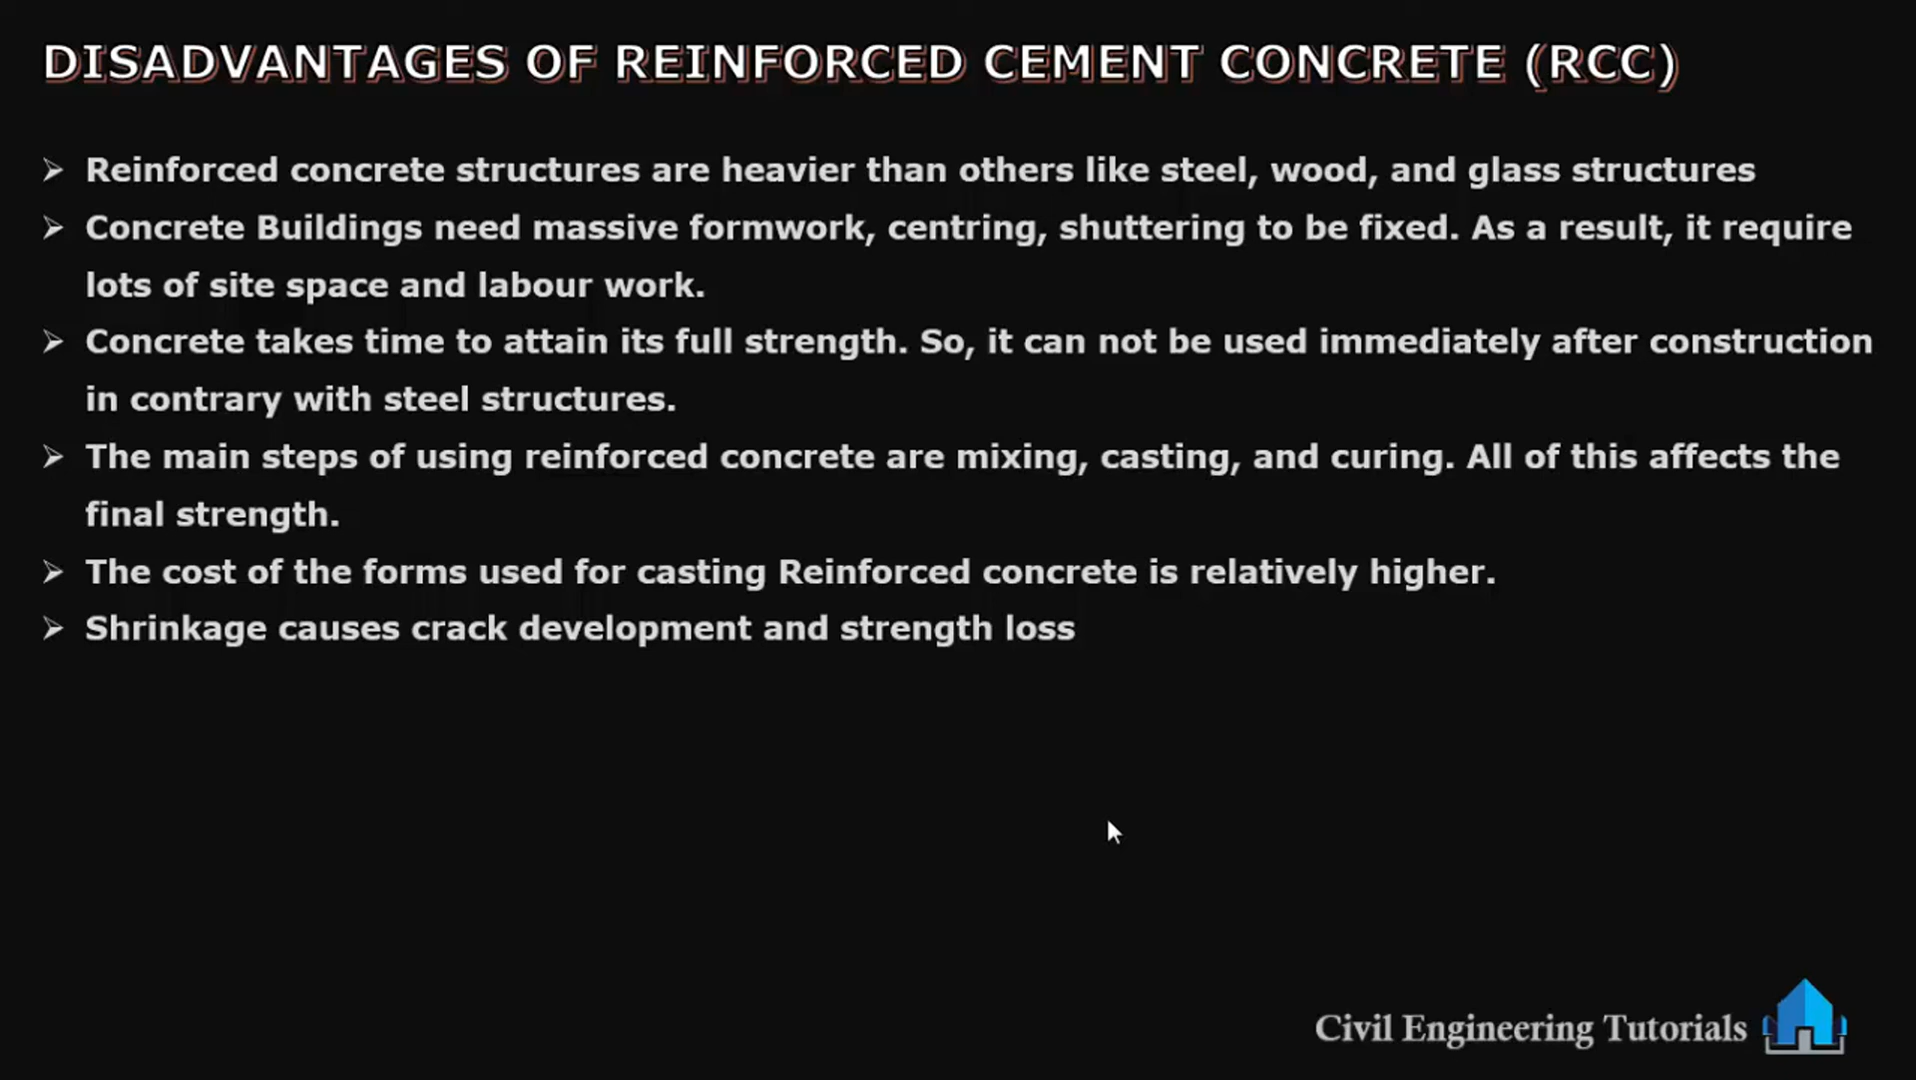 DISADVANTAGES OF REINFORCED CEMENT CONCRETE (RCC)
Reinforced concrete structures are heavier than others like steel, wood, and glass structures
Concrete Buildings need massive formwork, centring, shuttering to be fixed. As a result, it require
lots of site space and labour work.
Concrete takes time to attain its full strength. So, it can not be used immediately after construction
in contrary with steel structures.
The main steps of using reinforced concrete are mixing, casting, and curing. All of this affects the
final strength.
The cost of the forms used for casting Reinforced concrete is relatively higher.
Shrinkage causes crack development and strength loss
Civil Engineering Tutorials